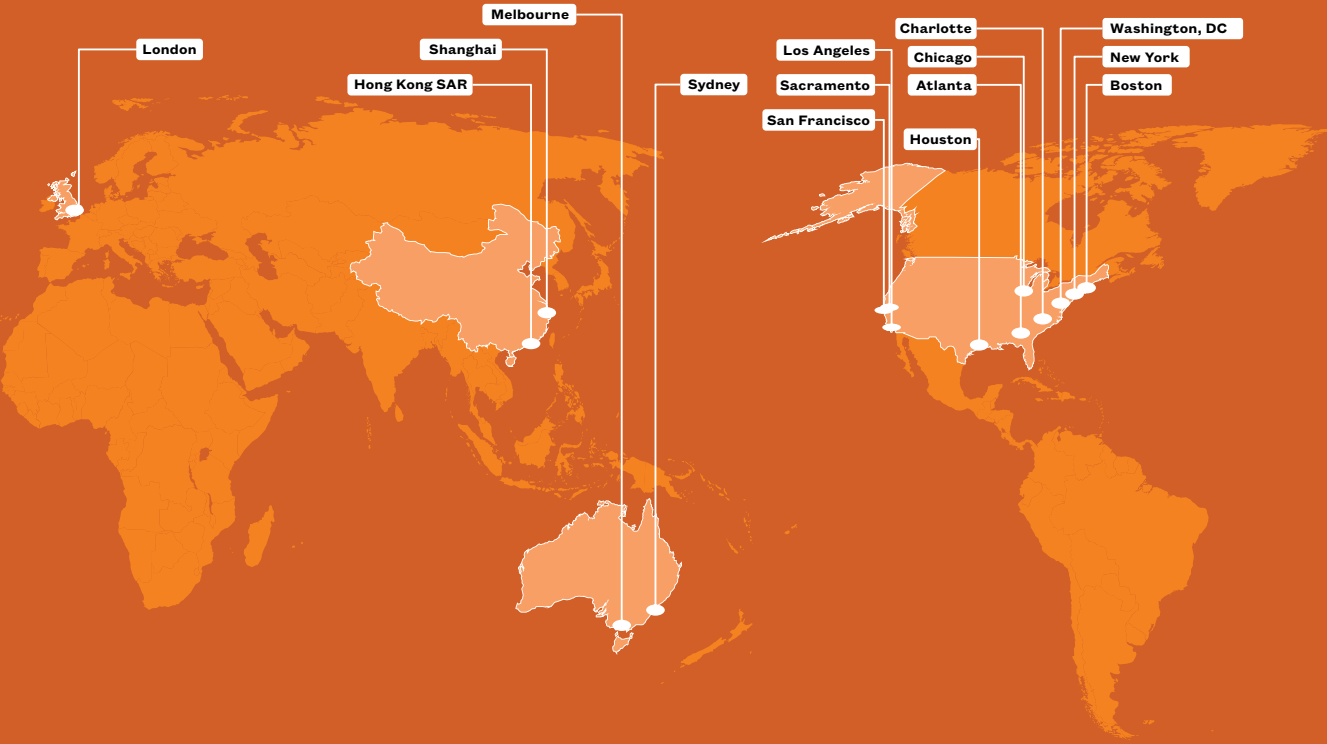 Melbourne
London
Shanghai
Hong Kong SAR
Sydney
Charlotte
Washington, DC
Los Angeles
Chicago
New York
Sacramento
Atlanta
Boston
San Francisco
Houston